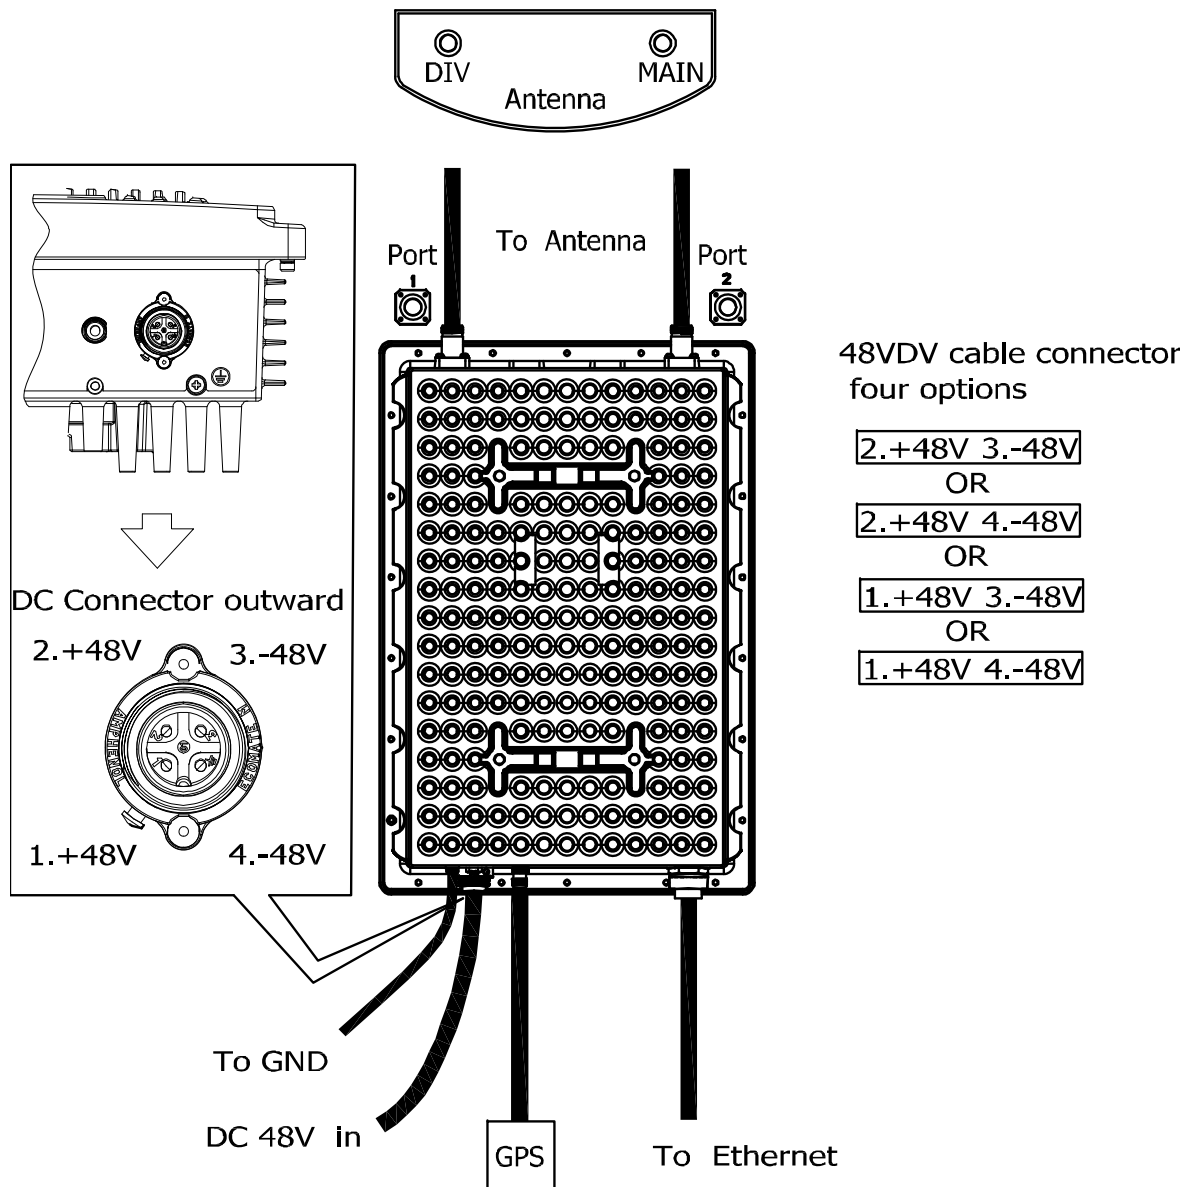 DIV
MAIN
Antenna
To Antenna
Port
1
Port
2
48VDV cable connector
four options
2.+48V 3.-48V
OR
2.+48V 4.-48V
OR
1.+48V 3.-48V
OR
1.+48V 4.-48V
DC Connector outward
2.+48V
3.-48V
AMPHENOL
1.+48V
4.-48V
To GND
DC 48V in
GPS
To Ethernet